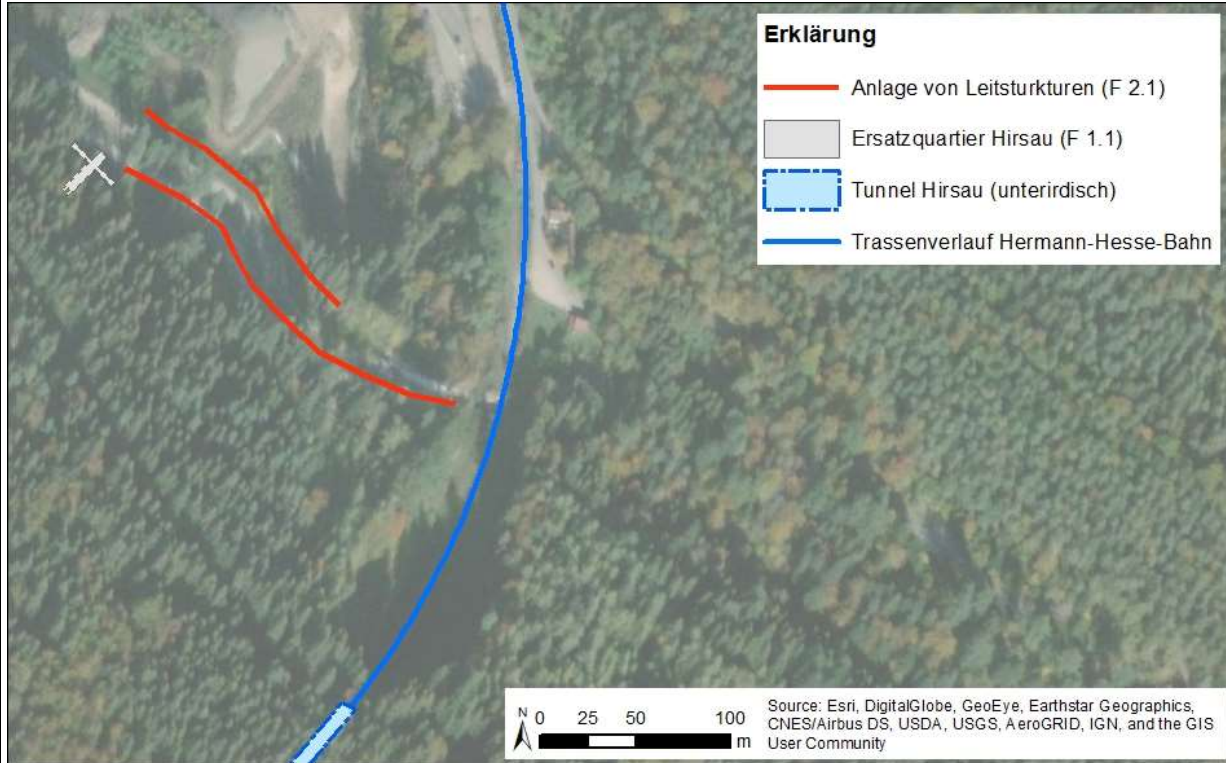 Erklärung
Anlage von Leitsturkturen (F 2.1)
Ersatzquartier Hirsau (F 1.1)
Tunnel Hirsau (unterirdisch)
Trassenverlauf Hermann-Hesse-Bahn
N 0 25 50 100
m
Source: Esri, DigitalGlobe, GeoEye, Earthstar Geographics,
CNES/Airbus DS, USDA, USGS, AeroGRID, IGN, and the GIS
User Community